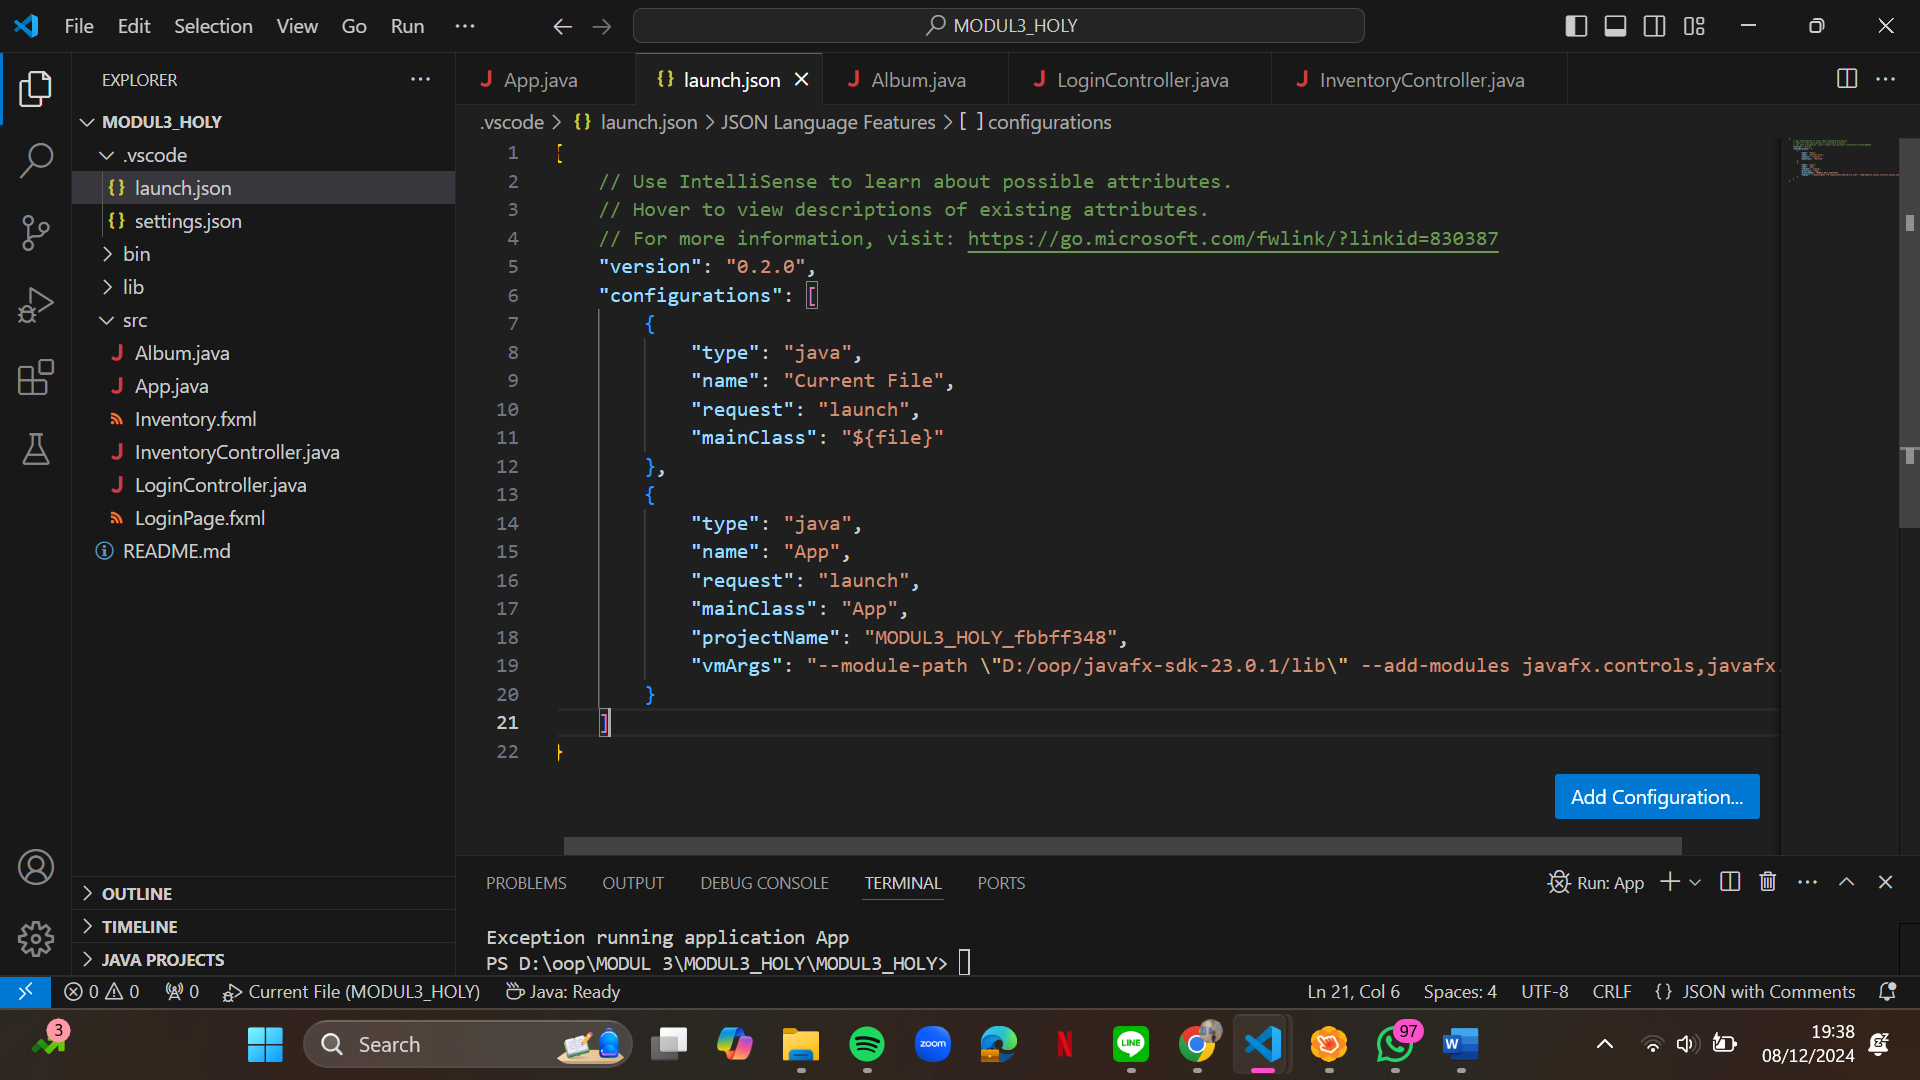 File Edit Selection View Go Run ···
MODUL3_HOLY
EXPLORER
MODUL3_HOLY
.vscode
{} launch.json
{} settings.json
bin
lib
src
J Album.java
J App.java
Inventory.fxml
J InventoryController.java
J LoginController.java
LoginPage.fxml
README.md
OUTLINE
TIMELINE
JAVA PROJECTS
J App.java {} launch.json J Album.java J LoginController.java J InventoryController.java
.vscode > {} launch.json > JSON Language Features > [ ] configurations
1 {
2 // Use IntelliSense to learn about possible attributes.
3 // Hover to view descriptions of existing attributes.
4 // For more information, visit: https://go.microsoft.com/fwlink/?linkid=830387
5 "version": "0.2.0",
6 "configurations": [
7 {
8 "type": "java",
9 "name": "Current File",
10 "request": "launch",
11 "mainClass": "${file}"
12 },
13 {
14 "type": "java",
15 "name": "App",
16 "request": "launch",
17 "mainClass": "App",
18 "projectName": "MODUL3_HOLY_fbbff348",
19 "vmArgs": "--module-path \"D:/oop/javafx-sdk-23.0.1/lib\" --add-modules javafx.controls,javafx.
20 }
21 ]
22 }
Add Configuration...
PROBLEMS OUTPUT DEBUG CONSOLE TERMINAL PORTS
Run: App
Exception running application App
PS D:\oop\MODUL 3\MODUL3_HOLY\MODUL3_HOLY>
0 0 0 Current File (MODUL3_HOLY) Java: Ready
Ln 21, Col 6 Spaces: 4 UTF-8 CRLF {} JSON with Comments
3
Search
zoom
N
LINE
97
W
19:38
08/12/2024